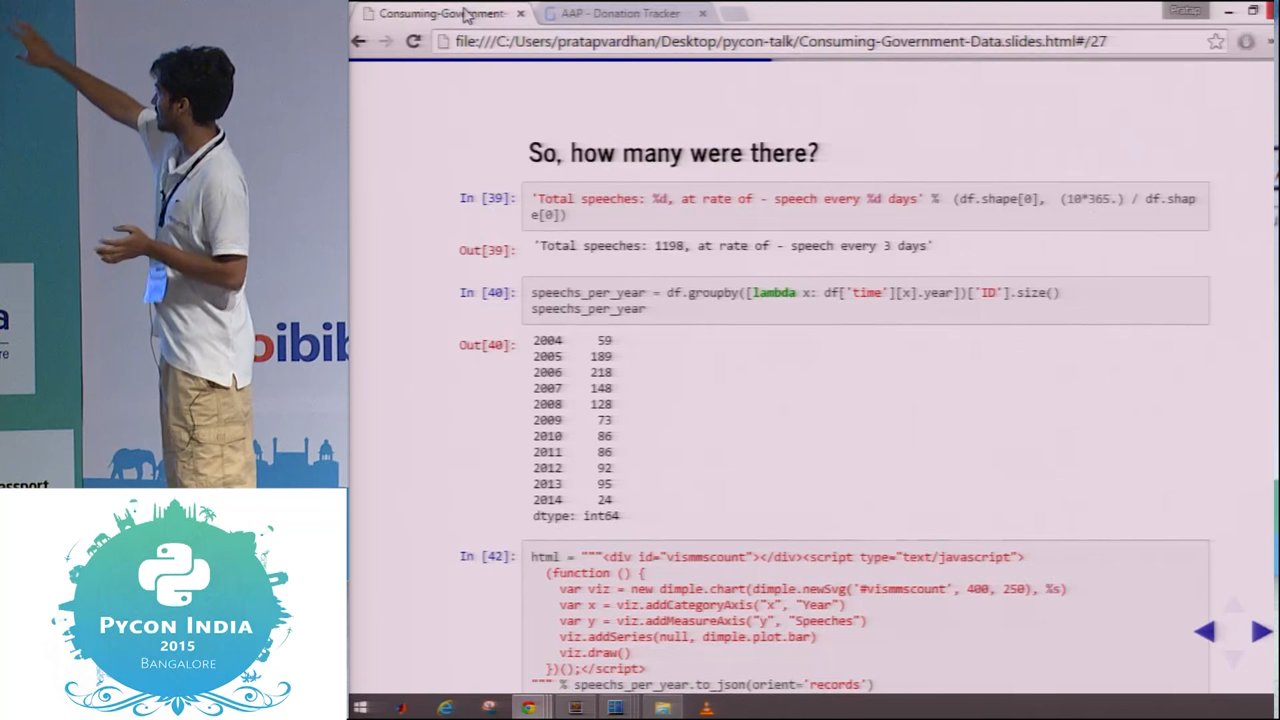 Consuming-Government-
AAP - Donation Tracker
Pratap
file:///C:/Users/pratapvardhan/Desktop/pycon-talk/Consuming-Government-Data.slides.html#/27
So, how many were there?
In [39]: 'Total speeches: %d, at rate of - speech every %d days' % (df.shape[0], (10*365.) / df.shap
e[0])
Out[39]: 'Total speeches: 1198, at rate of - speech every 3 days'
In [40]: speechs_per_year = df.groupby([lambda x: df['time'][x].year])['ID'].size()
speechs_per_year
Out[40]: 2004 59
2005 189
2006 218
2007 148
2008 128
2009 73
2010 86
2011 86
2012 92
2013 95
2014 24
dtype: int64
In [42]: html = """<div id="vismmscount"></div><script type="text/javascript">
(function () {
var viz = new dimple.chart(dimple.newSvg('#vismmscount', 400, 250), %s)
var x = viz.addCategoryAxis("x", "Year")
var y = viz.addMeasureAxis("y", "Speeches")
viz.addSeries(null, dimple.plot.bar)
viz.draw()
})();</script>
""" % speechs_per_year.to_json(orient='records')
a
re
oibib
ssport
PYCON INDIA
2015
BANGALORE